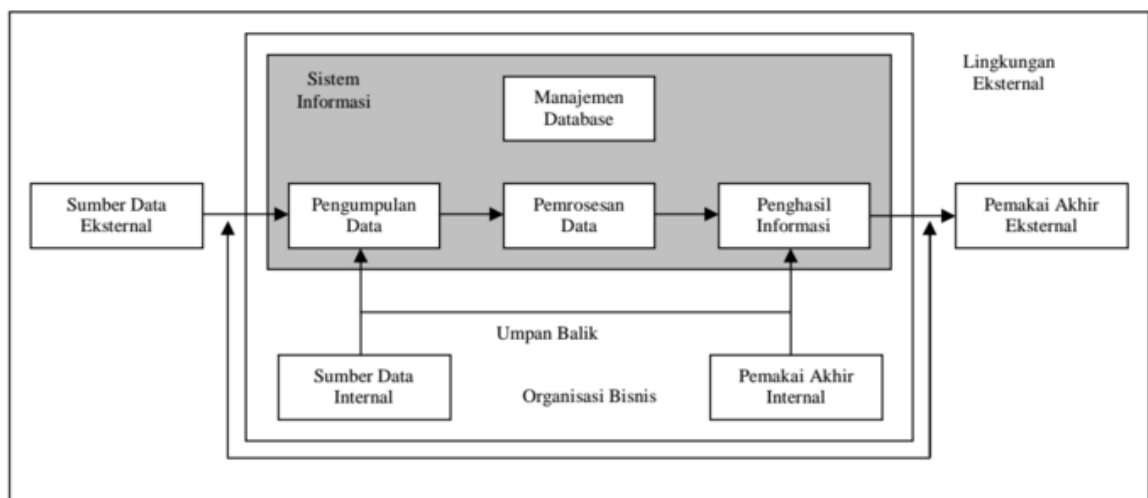 Lingkungan
Eksternal
Sistem
Informasi
Manajemen
Database
Sumber Data
Eksternal
Pengumpulan
Data
Pemrosesan
Data
Penghasil
Informasi
Pemakai Akhir
Eksternal
Umpan Balik
Sumber Data
Internal
Organisasi Bisnis
Pemakai Akhir
Internal